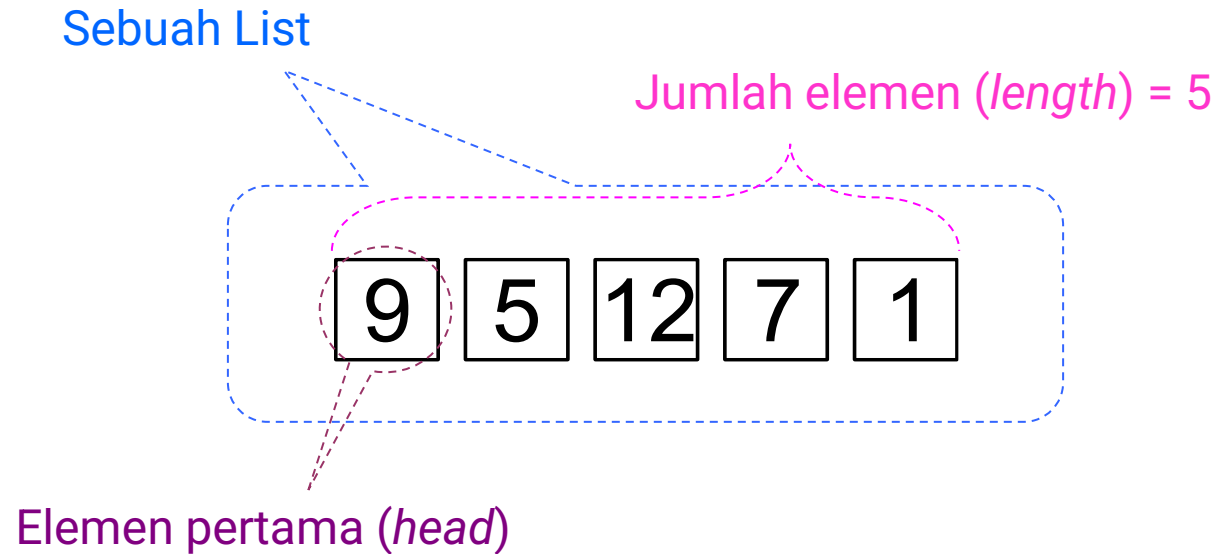 Sebuah List
Jumlah elemen (length) = 5
9 5 12 7 1
Elemen pertama (head)